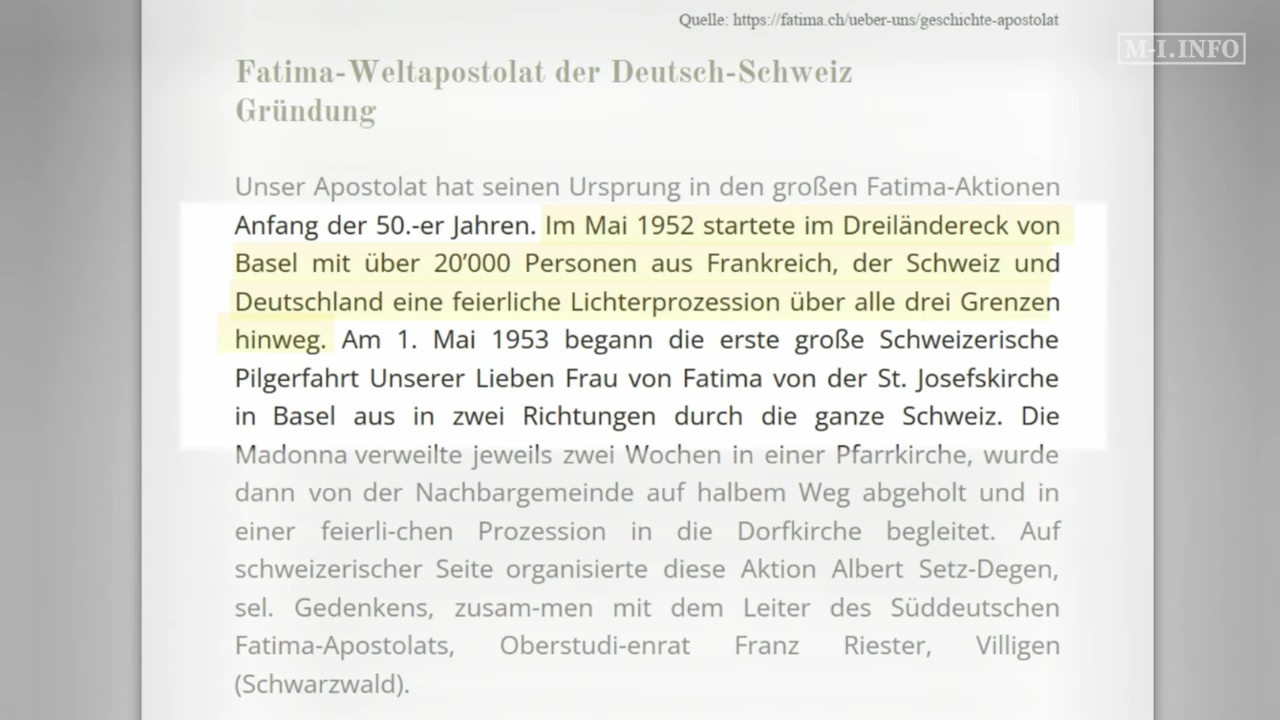 Quelle: https://fatima.ch/ueber-uns/geschichte-apostolat
M-I.INFO
Fatima-Weltapostolat der Deutsch-Schweiz
Gründung
Unser Apostolat hat seinen Ursprung in den großen Fatima-Aktionen
Anfang der 50.-er Jahren. Im Mai 1952 startete im Dreiländereck von
Basel mit über 20’000 Personen aus Frankreich, der Schweiz und
Deutschland eine feierliche Lichterprozession über alle drei Grenzen
hinweg. Am 1. Mai 1953 begann die erste große Schweizerische
Pilgerfahrt Unserer Lieben Frau von Fatima von der St. Josefskirche
in Basel aus in zwei Richtungen durch die ganze Schweiz. Die
Madonna verweilte jeweils zwei Wochen in einer Pfarrkirche, wurde
dann von der Nachbargemeinde auf halbem Weg abgeholt und in
einer feierli-chen Prozession in die Dorfkirche begleitet. Auf
schweizerischer Seite organisierte diese Aktion Albert Setz-Degen,
sel. Gedenkens, zusam-men mit dem Leiter des Süddeutschen
Fatima-Apostolats, Oberstudi-enrat Franz Riester, Villigen
(Schwarzwald).